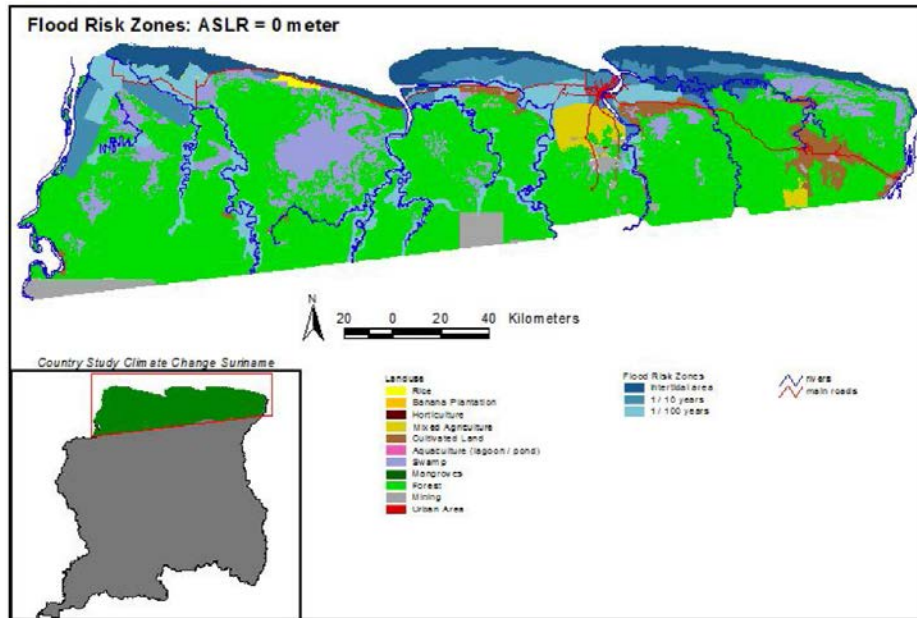 Flood Risk Zones: ASLR = 0 meter
N
20 0 20 40 Kilometers
Country Study Climate Change Suriname
Landuse
Rice
Banana Plantation
Horticulture
Mixed Agriculture
Cultivated Land
Aquaculture (lagoon / pond)
Swamp
Mangroves
Forest
Mining
Urban Area
Flood Risk Zones
Intertidal area
1/ 10 years
1/ 100 years
rivers
main roads